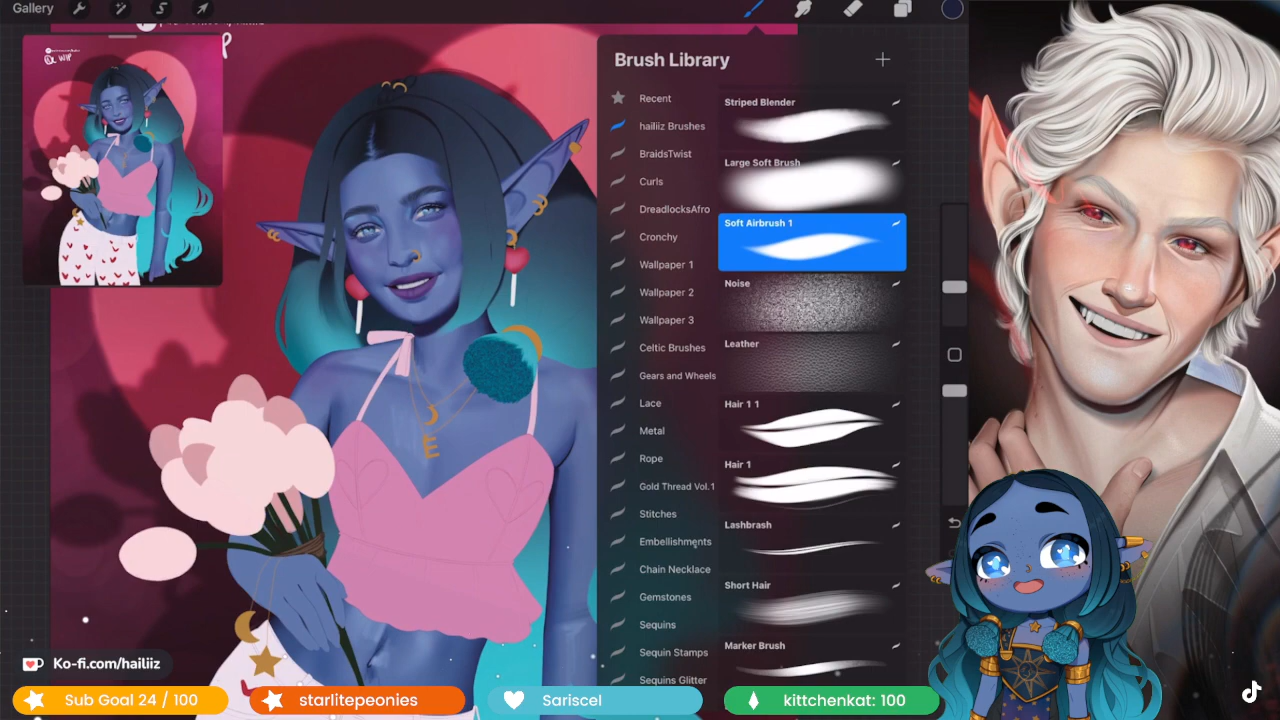 Gallery
WIP
Brush Library
Recent
hailiiz Brushes
BraidsTwist
Curls
DreadlocksAfro
Cronchy
Wallpaper 1
Wallpaper 2
Wallpaper 3
Celtic Brushes
Gears and Wheels
Lace
Metal
Rope
Gold Thread Vol.1
Stitches
Embellishments
Chain Necklace
Gemstones
Sequins
Sequin Stamps
Sequins Glitter
Striped Blender
Large Soft Brush
Soft Airbrush 1
Noise
Leather
Hair 1 1
Hair 1
Lashbrash
Short Hair
Marker Brush
E
Ko-fi.com/hailiiz
Sub Goal 24 / 100
starlitepeonies
Sariscel
kittchenkat: 100